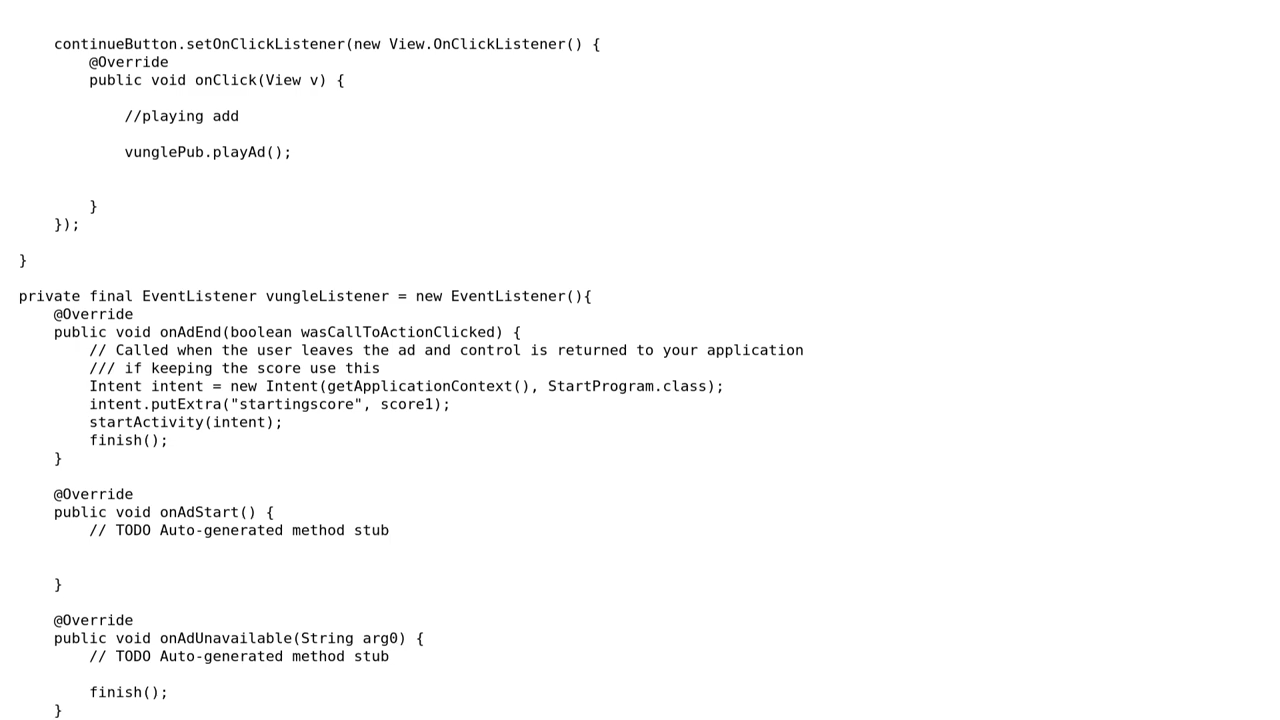 continueButton.setOnClickListener(new View.OnClickListener() {
@Override
public void onClick(View v) {
//playing add
vunglePub.playAd();
}
});
}
private final EventListener vungleListener = new EventListener(){
@Override
public void onAdEnd(boolean wasCallToActionClicked) {
// Called when the user leaves the ad and control is returned to your application
/// if keeping the score use this
Intent intent = new Intent(getApplicationContext(), StartProgram.class);
intent.putExtra("startingscore", score1);
startActivity(intent);
finish();
}
@Override
public void onAdStart() {
// TODO Auto-generated method stub
}
@Override
public void onAdUnavailable(String arg0) {
// TODO Auto-generated method stub
finish();
}